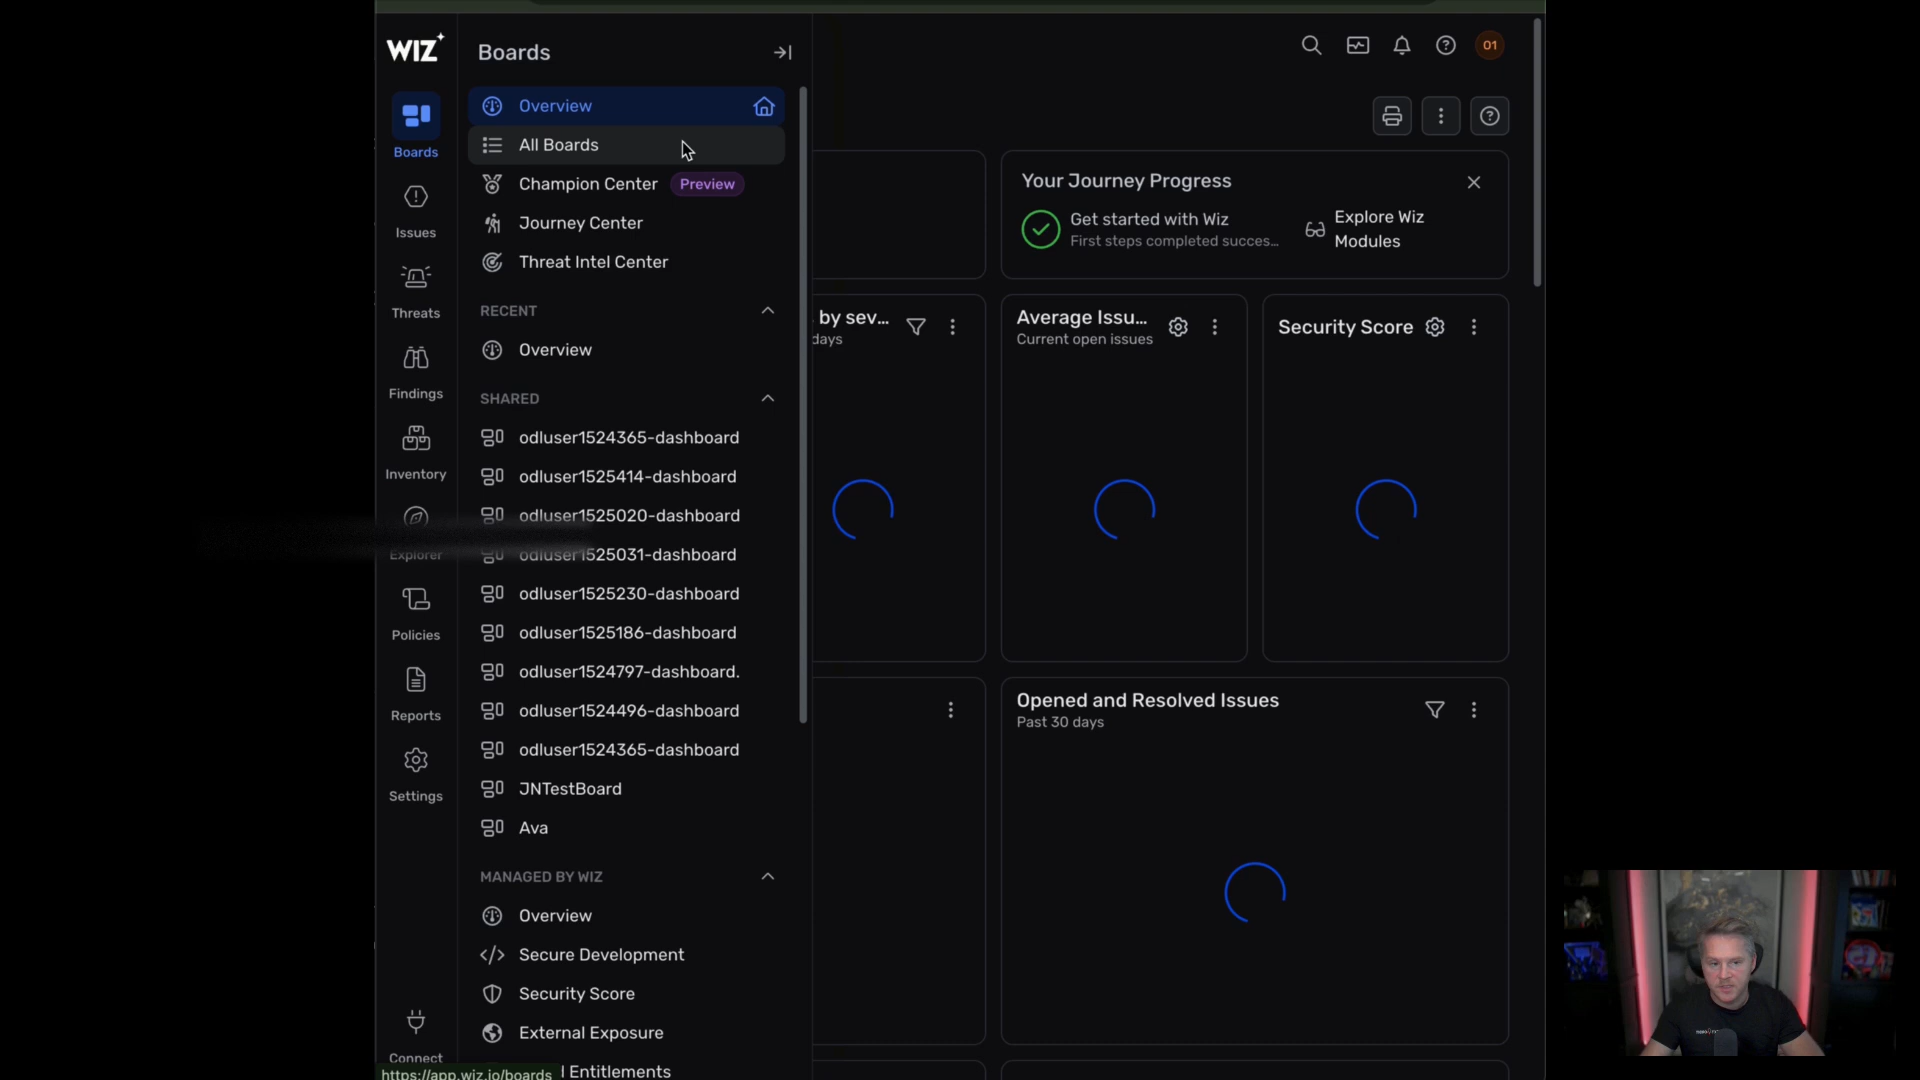 WIZ
Boards
Issues
Threats
Findings
Inventory
Explorer
Policies
Reports
Settings
Connect
Boards
Overview
All Boards
Champion Center Preview
Journey Center
Threat Intel Center
RECENT
Overview
SHARED
odluser1524365-dashboard
odluser1525414-dashboard
odluser1525020-dashboard
odluser1525031-dashboard
odluser1525230-dashboard
odluser1525186-dashboard
odluser1524797-dashboard.
odluser1524496-dashboard
odluser1524365-dashboard
JNTestBoard
Ava
MANAGED BY WIZ
Overview
Secure Development
Security Score
External Exposure
Entitlements
https://app.wiz.io/boards
01
Your Journey Progress
Get started with Wiz
First steps completed succes...
Explore Wiz
Modules
by sev...
days
Average Issu...
Current open issues
Security Score
Opened and Resolved Issues
Past 30 days